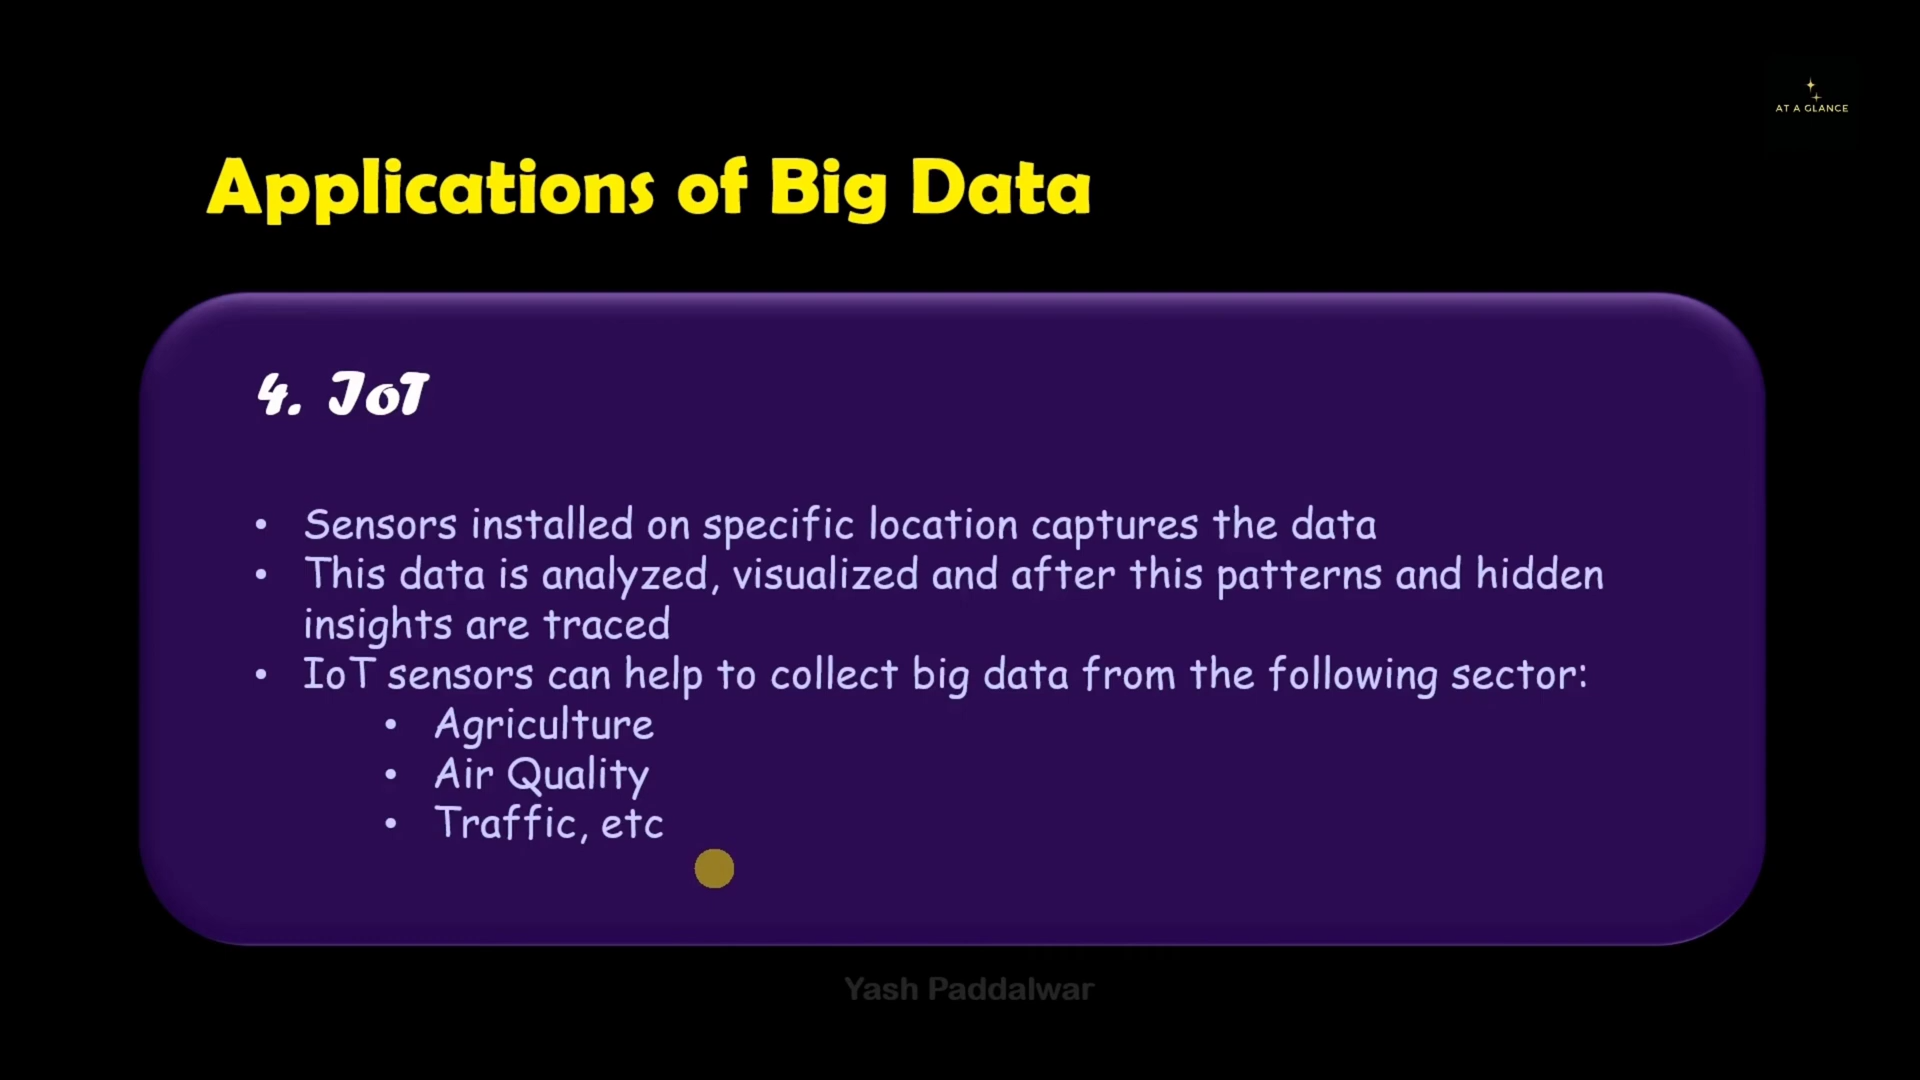 AT A GLANCE
Applications of Big Data
4. IoT
• Sensors installed on specific location captures the data
• This data is analyzed, visualized and after this patterns and hidden
insights are traced
• IoT sensors can help to collect big data from the following sector:
• Agriculture
• Air Quality
• Traffic, etc
Yash Paddalwar